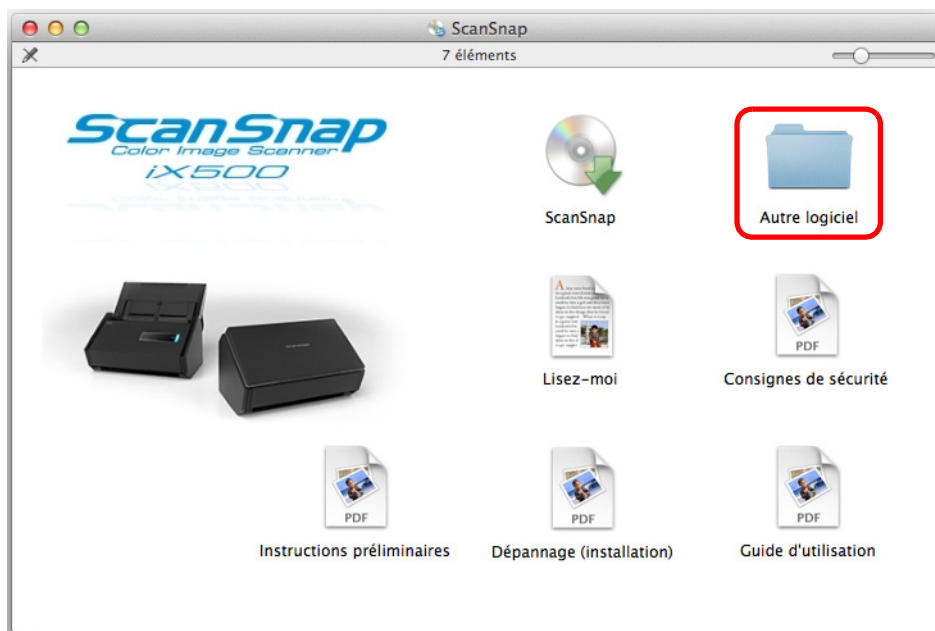 ScanSnap
7 éléments
ScanSnap
Color Image Scanner
iX500
ScanSnap
Autre logiciel
PDF
Lisez-moi
Consignes de sécurité
PDF
PDF
PDF
Instructions préliminaires
Dépannage (installation)
Guide d'utilisation